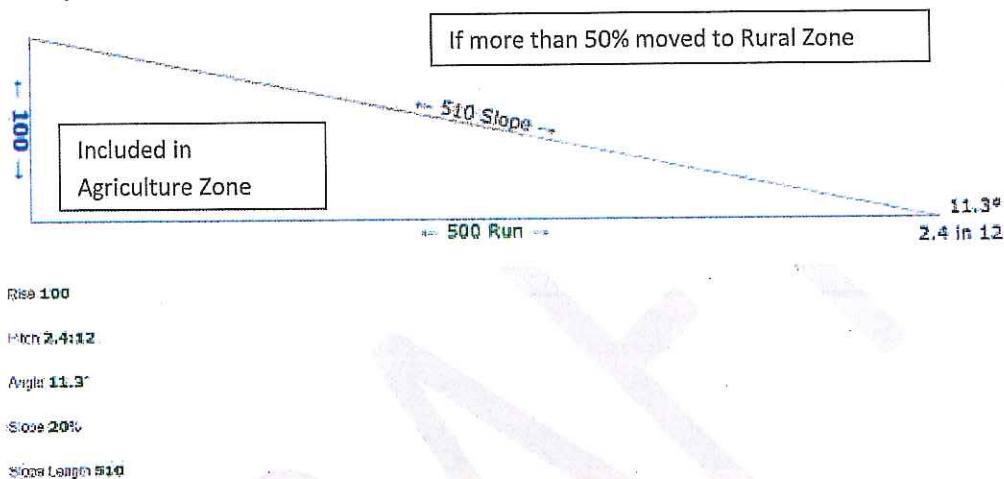 If more than 50% moved to Rural Zone
← 510 Slope →
← 100 →
Included in
Agriculture Zone
11.3°
← 500 Run →
2.4 in 12
Rise 100
Pitch 2.4:12
Angle 11.3°
Slope 20%
Slope Length 510